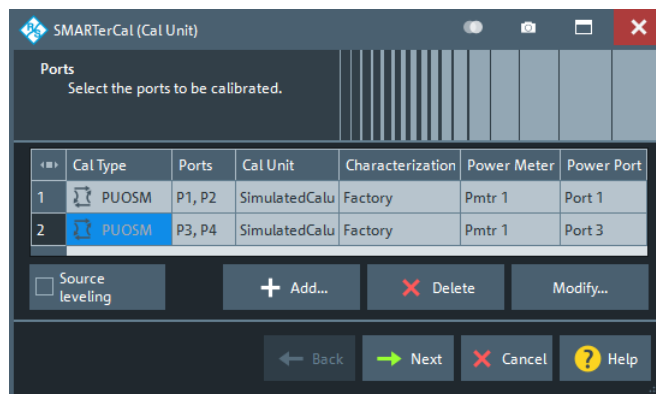 SMARTerCal (Cal Unit)
Ports
Select the ports to be calibrated.
Cal Type Ports Cal Unit Characterization Power Meter Power Port
1 PUOSM P1, P2 SimulatedCalu Factory Pmtr 1 Port 1
2 PUOSM P3, P4 SimulatedCalu Factory Pmtr 1 Port 3
Source
leveling
Add... Delete Modify...
Back Next Cancel ? Help